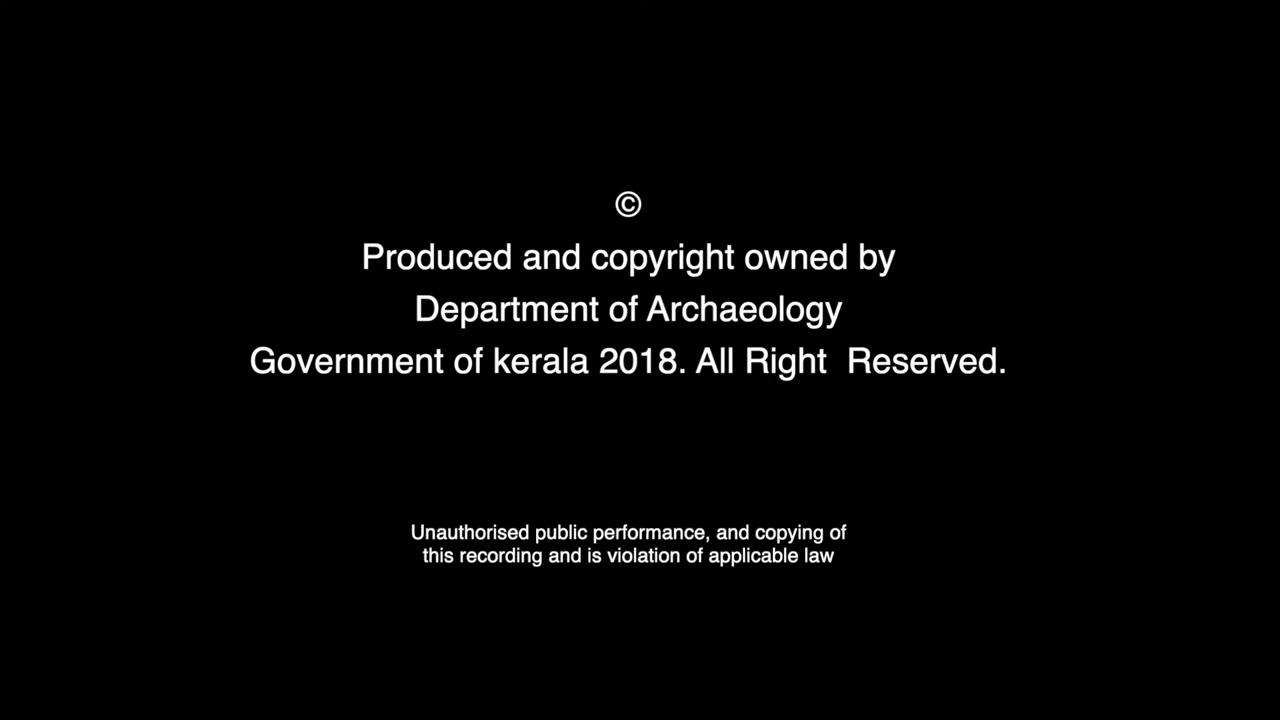 ©
Produced and copyright owned by
Department of Archaeology
Government of kerala 2018. All Right  Reserved.
Unauthorised public performance, and copying of
this recording and is violation of applicable law